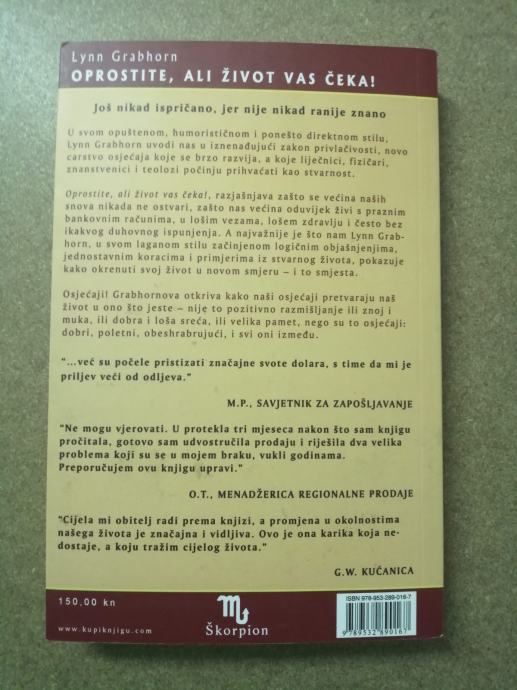 Lynn Grabhorn
OPROSTITE, ALI ŽIVOT VAS ČEKA!
Još nikad ispričano, jer nije nikad ranije znano
U svom opuštenom, humorističnom i ponešto direktnom stilu,
Lynn Grabhorn uvodi nas u iznenađujući zakon privlačivosti, novo
carstvo osjećaja koje se brzo razvija, a koje liječnici, fizičari,
znanstvenici i teolozi počinju prihvaćati kao stvarnost.
Oprostite, ali život vas čeka!, razjašnjava zašto se većina naših
snova nikada ne ostvari, zašto nas većina oduvijek živi s praznim
bankovnim računima, u lošim vezama, lošem zdravlju i često bez
ikakvog duhovnog ispunjenja. A najvažnije je što nam Lynn Grab-
horn, u svom laganom stilu začinjenom logičnim objašnjenjima,
jednostavnim koracima i primjerima iz stvarnog života, pokazuje
kako okrenuti svoj život u novom smjeru – i to smjesta.
Osjećaji! Grabhornova otkriva kako naši osjećaji pretvaraju naš
život u ono što jeste – nije to pozitivno razmišljanje ili znoj i
muka, ili dobra i loša sreća, ili velika pamet, nego su to osjećaji:
dobri, poletni, obeshrabrujući, i svi oni između.
"...već su počele pristizati značajne svote dolara, s time da mi je
priljev veći od odljeva."
M.P., SAVJETNIK ZA ZAPOŠLJAVANJE
"Ne mogu vjerovati. U protekla tri mjeseca nakon što sam knjigu
pročitala, gotovo sam udvostručila prodaju i riješila dva velika
problema koji su se u mojem braku, vukli godinama.
Preporučujem ovu knjigu upravi."
O.T., MENADŽERICA REGIONALNE PRODAJE
"Cijela mi obitelj radi prema knjizi, a promjena u okolnostima
našega života je značajna i vidljiva. Ovo je ona karika koja ne-
dostaje, a koju tražim cijelog života."
G.W. KUĆANICA
150,00 kn
www.kupiknjigu.com
Škorpion
ISBN 978-953-289-016-7
9 789532 890167